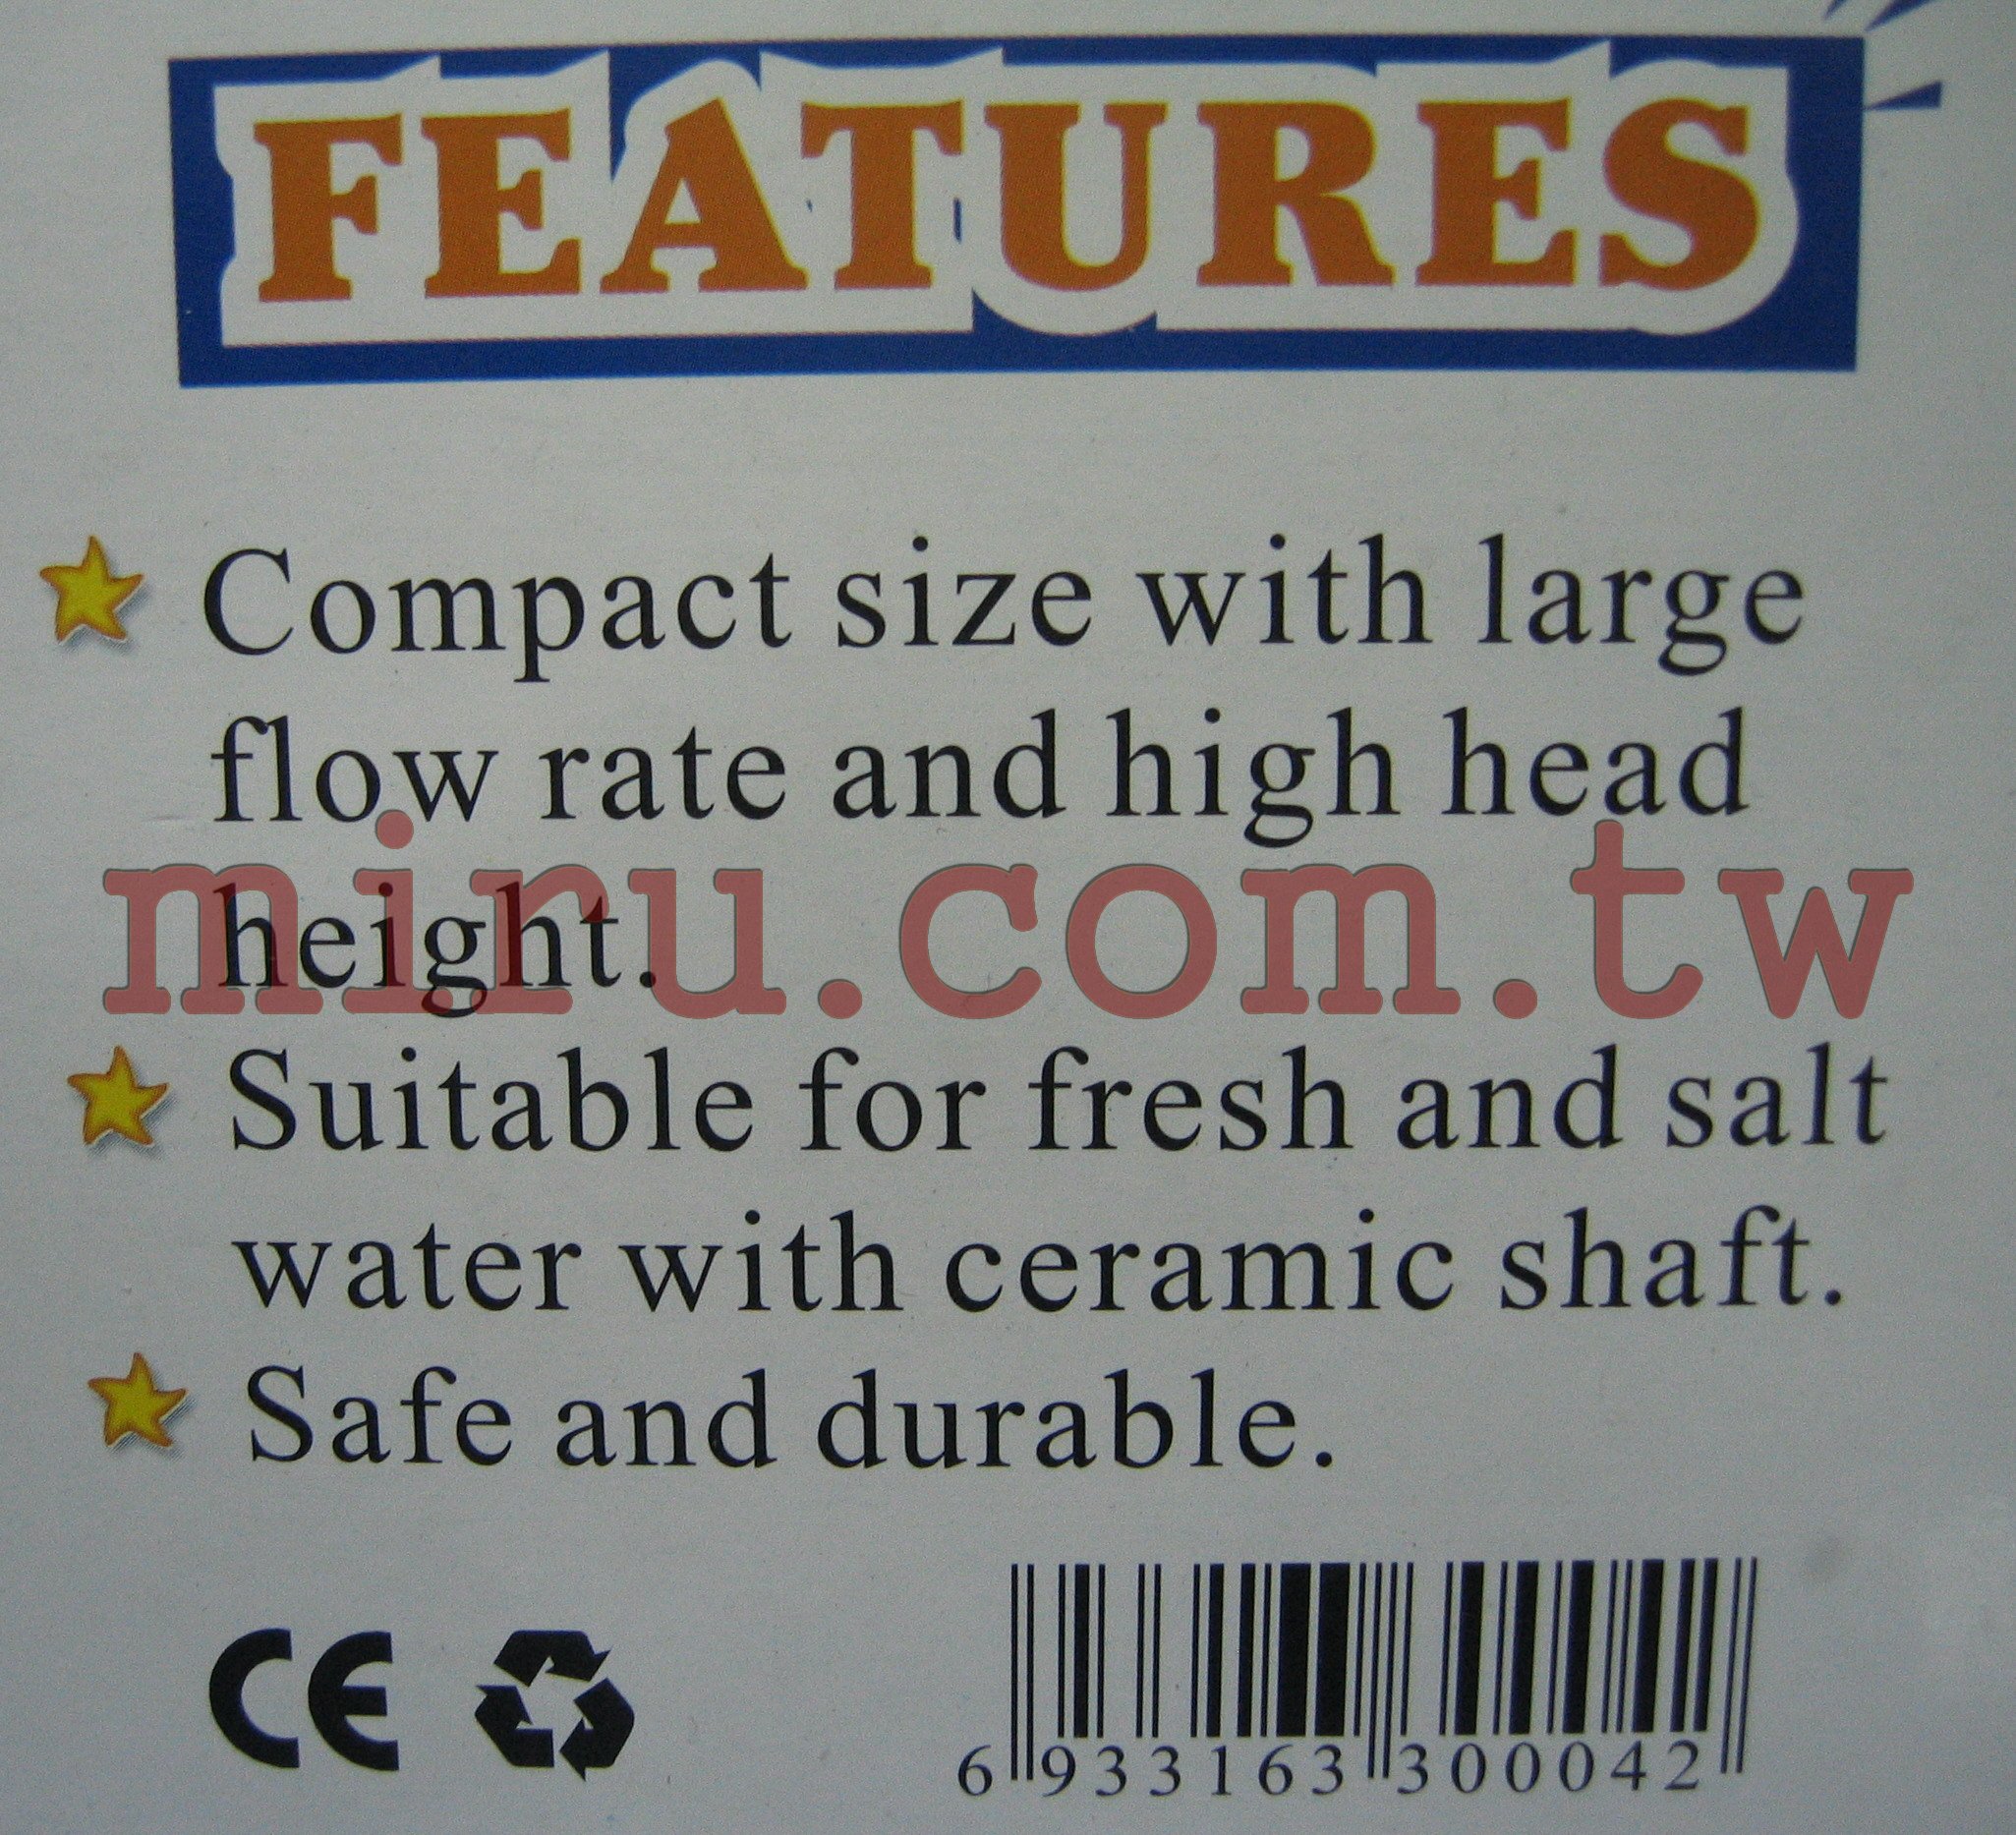 FEATURES
Compact size with large
flow rate and high head
height.
miru.com.tw
Suitable for fresh and salt
water with ceramic shaft.
Safe and durable.
CE
6 933163 300042